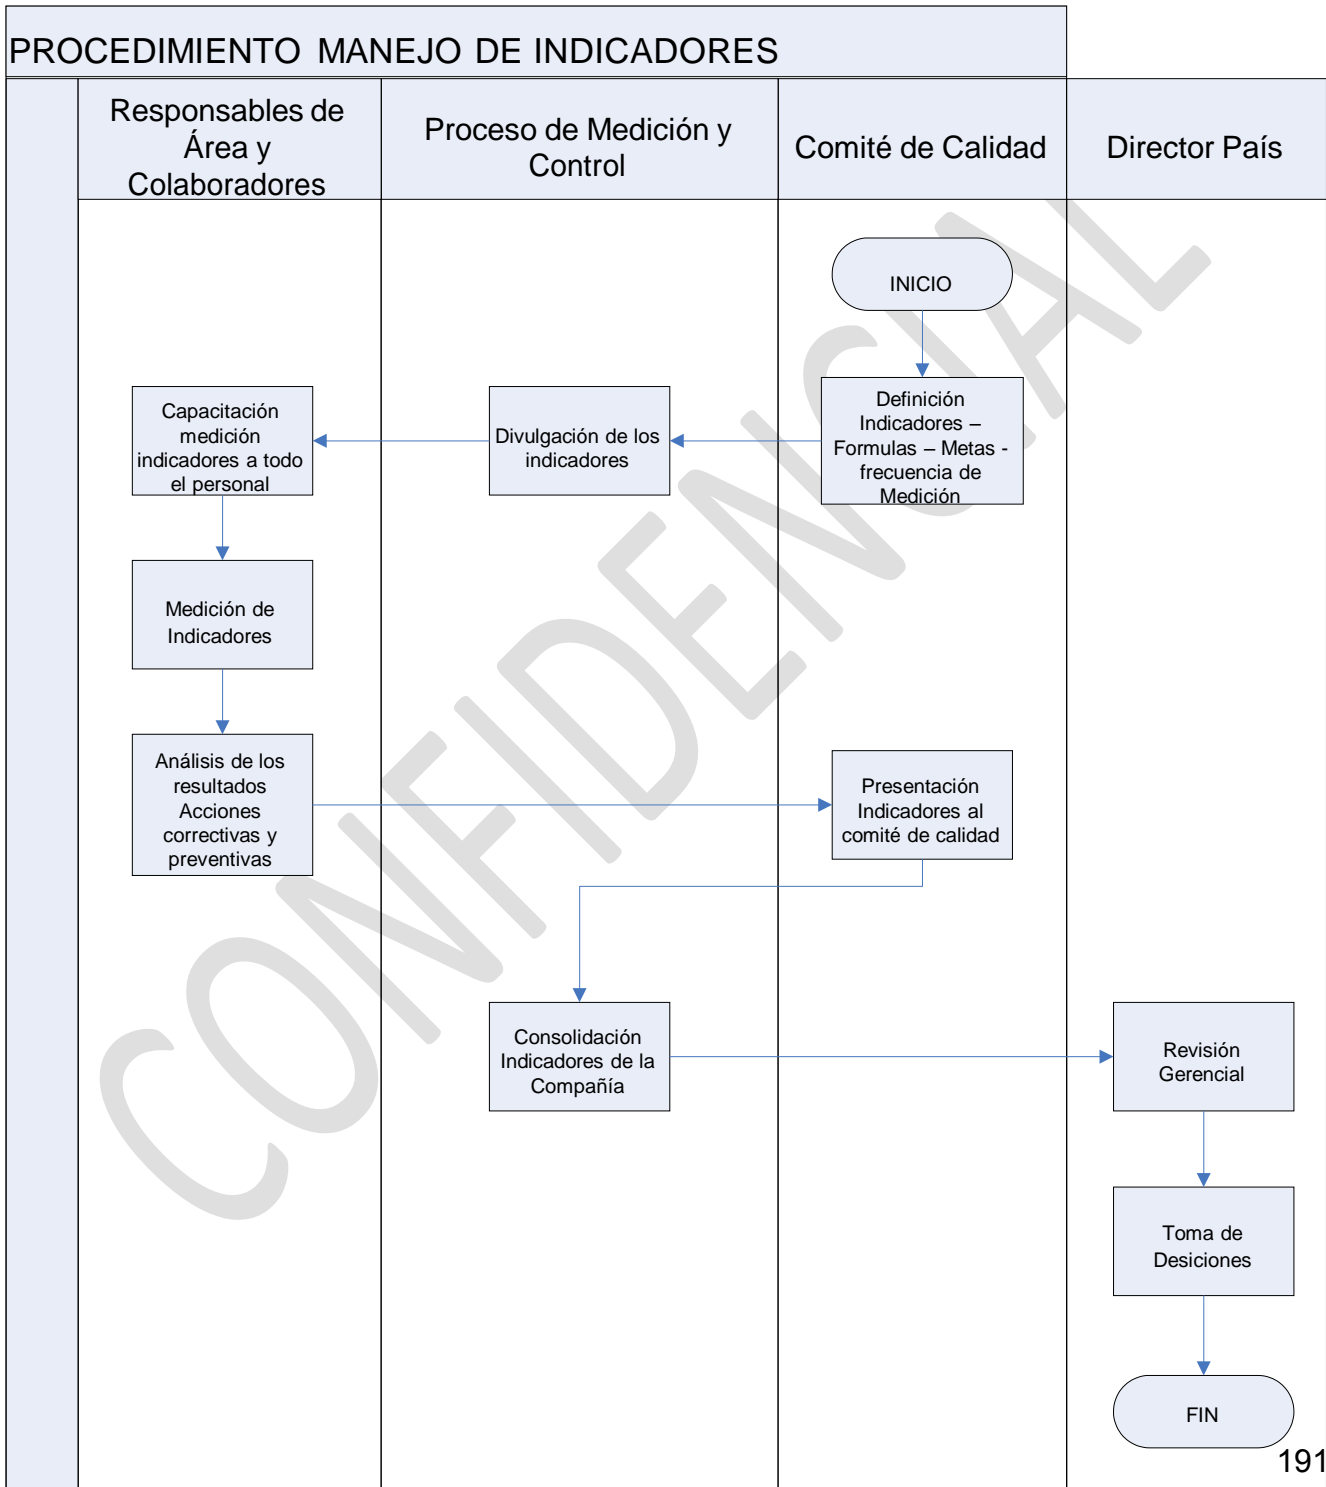 PROCEDIMIENTO MANEJO DE INDICADORES
Responsables de
Área y
Colaboradores
Proceso de Medición y
Control
Comité de Calidad
Director País
INICIO
Capacitación
medición
indicadores a todo
el personal
Divulgación de los
indicadores
Definición
Indicadores –
Formulas – Metas -
frecuencia de
Medición
Medición de
Indicadores
Análisis de los
resultados
Acciones
correctivas y
preventivas
Presentación
Indicadores al
comité de calidad
Consolidación
Indicadores de la
Compañía
Revisión
Gerencial
Toma de
Desiciones
FIN
191
CONFIDENCIAL